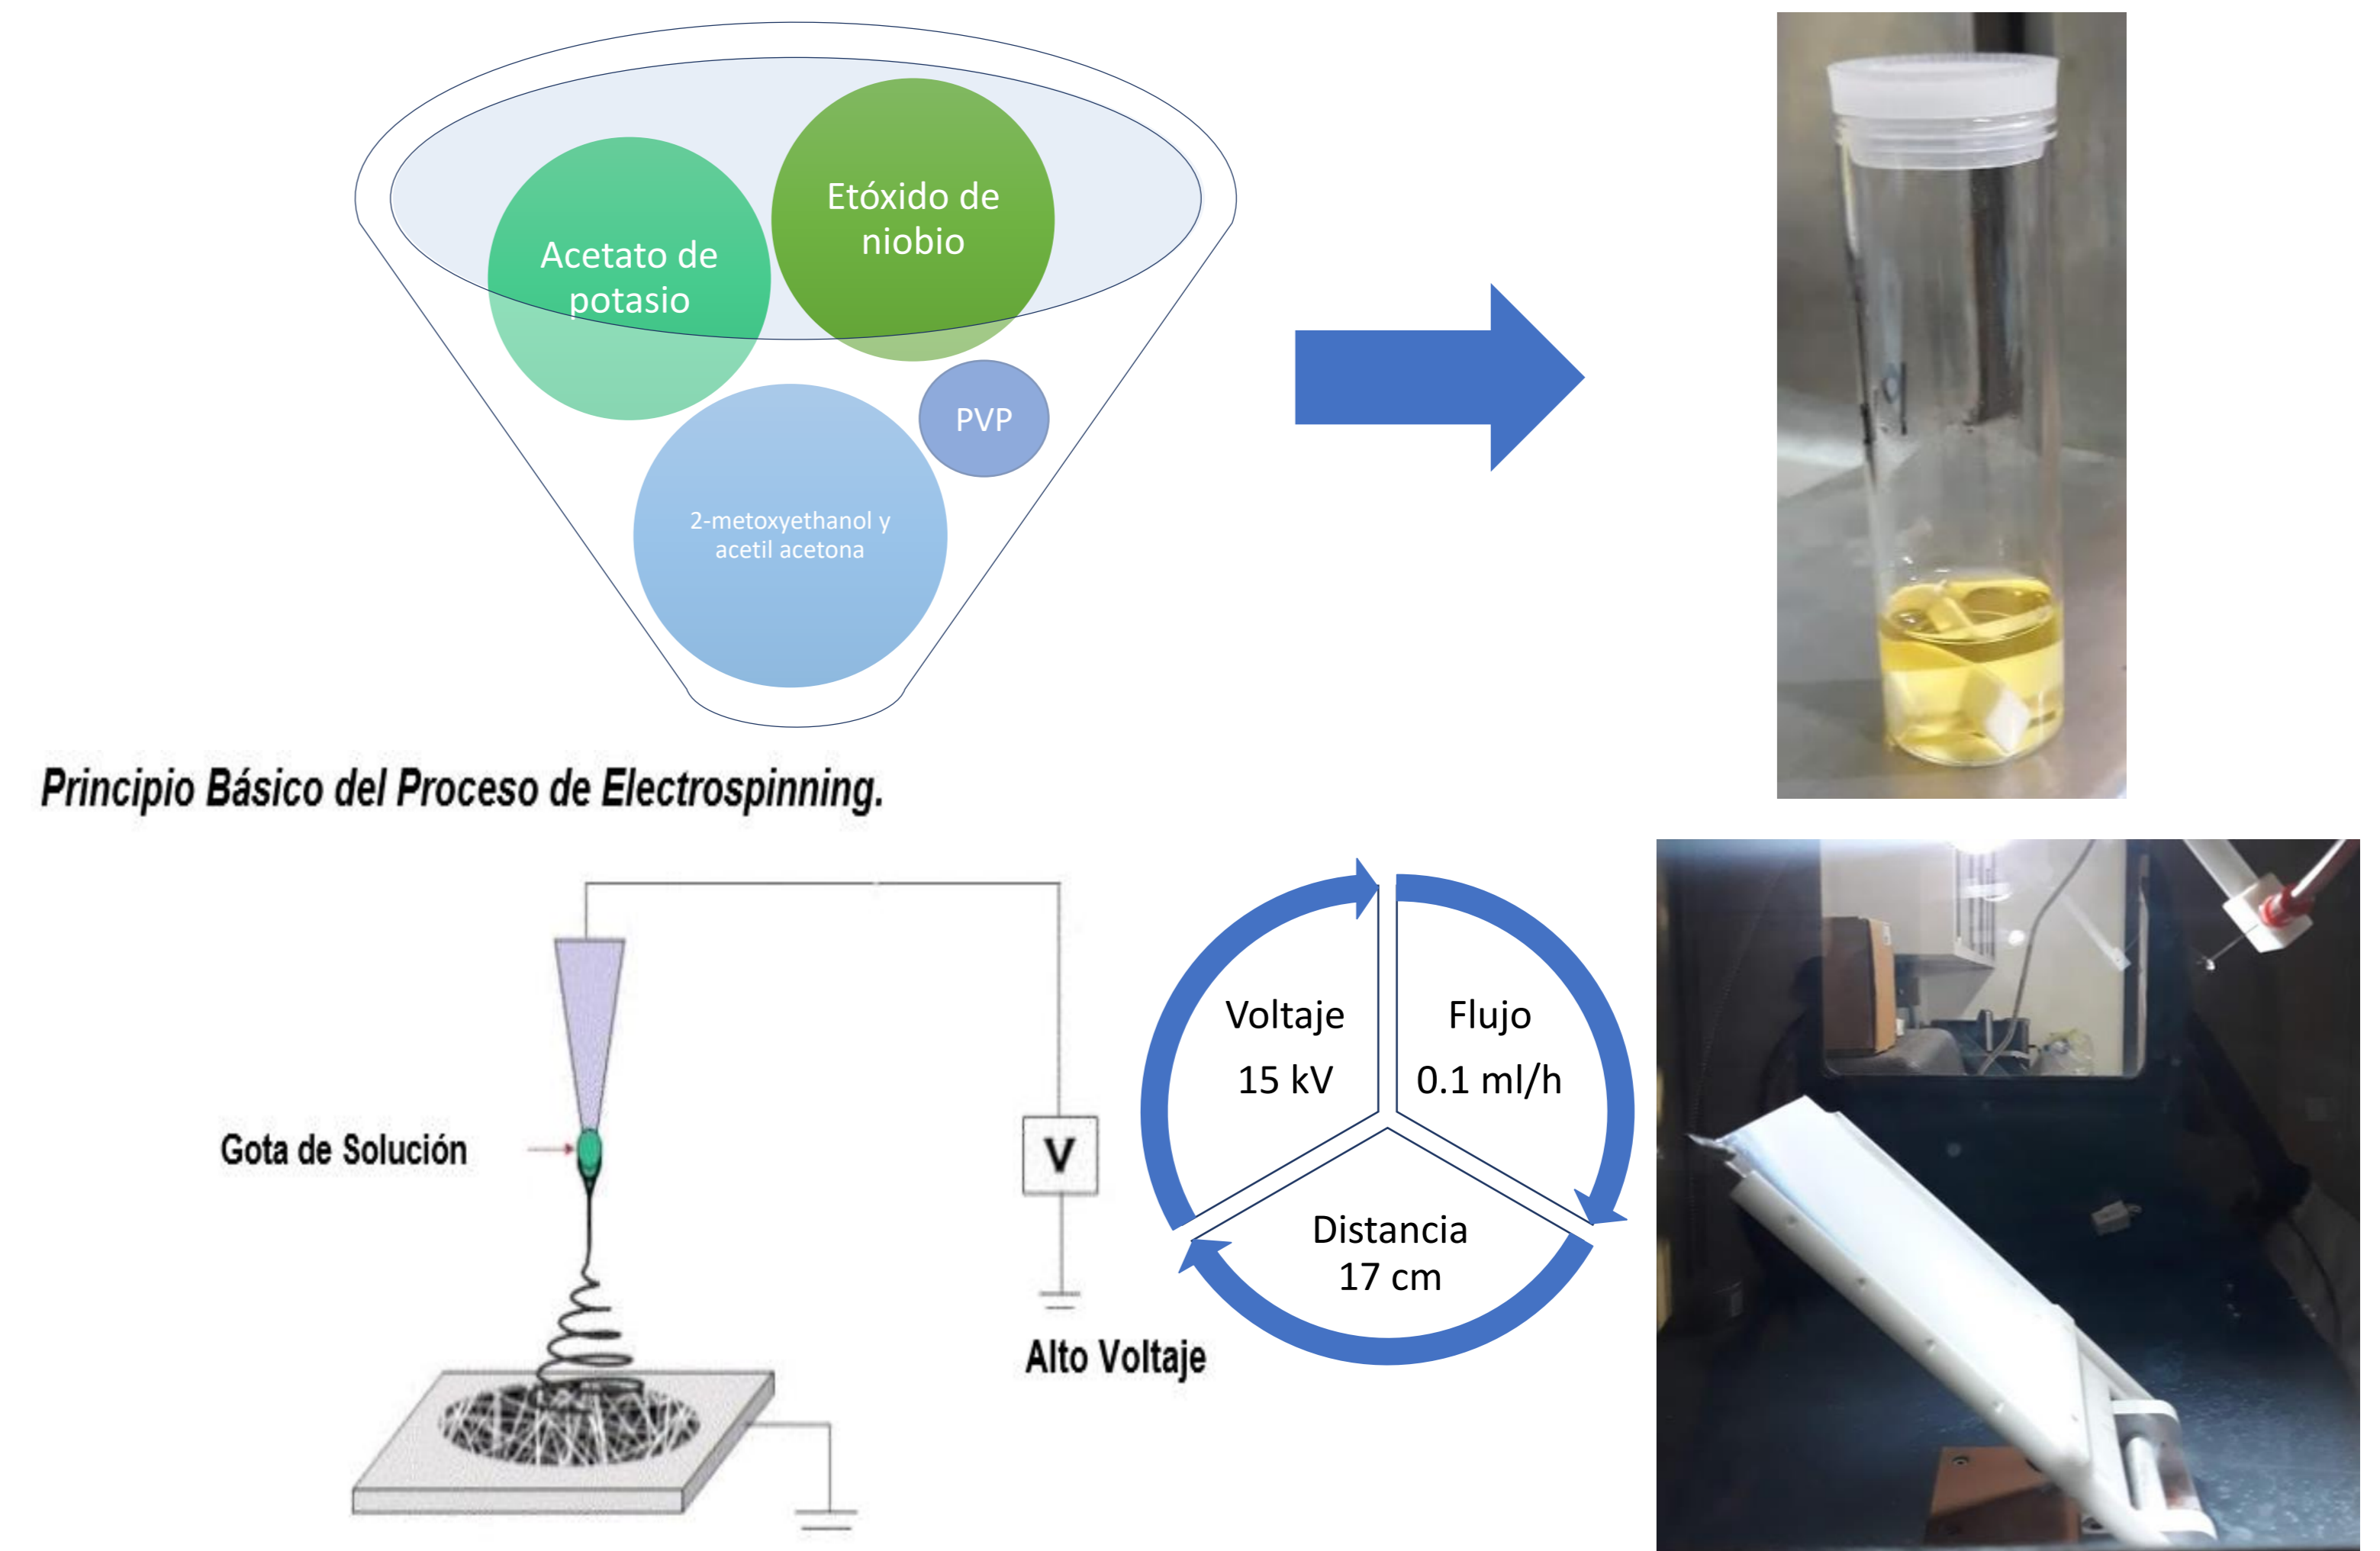 Etóxido de
niobio
Acetato de
potasio
PVP
2-metoxyethanol y
acetil acetona
Principio Básico del Proceso de Electrospinning.
Gota de Solución
V
Alto Voltaje
Voltaje
15 kV
Flujo
0.1 ml/h
Distancia
17 cm